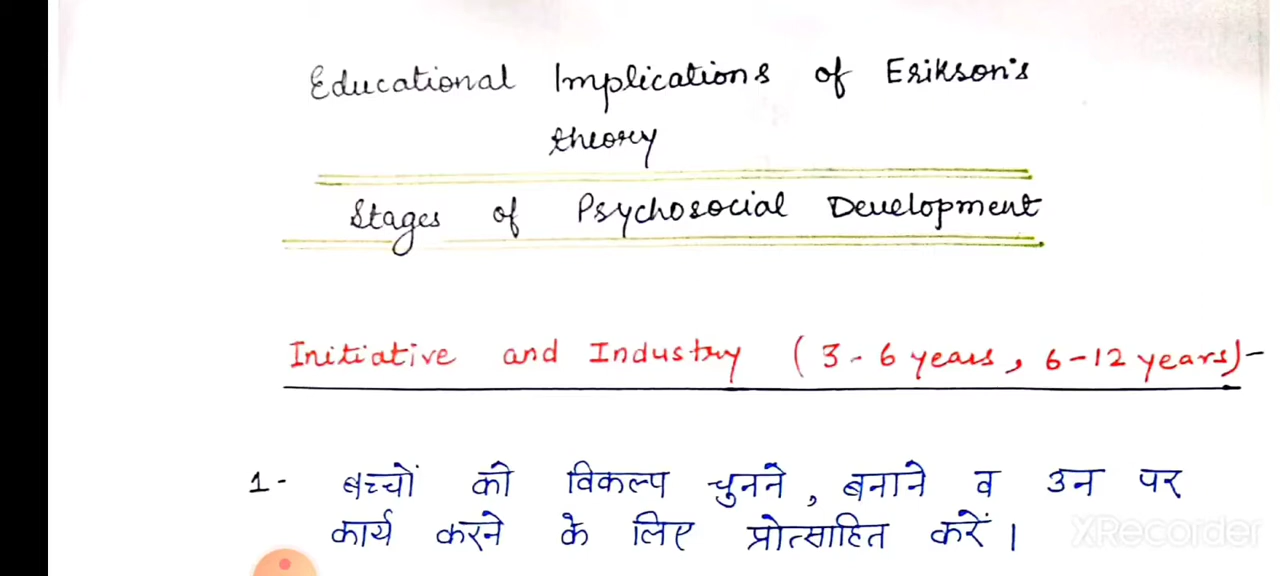 Educational Implications of Erikson's
theory
Stages of Psychosocial Development
Initiative and Industry (3-6 years, 6-12 years)-
1- बच्चों को विकल्प चुनने, बनाने व उन पर
कार्य करने के लिए प्रोत्साहित करें।
XRecorder